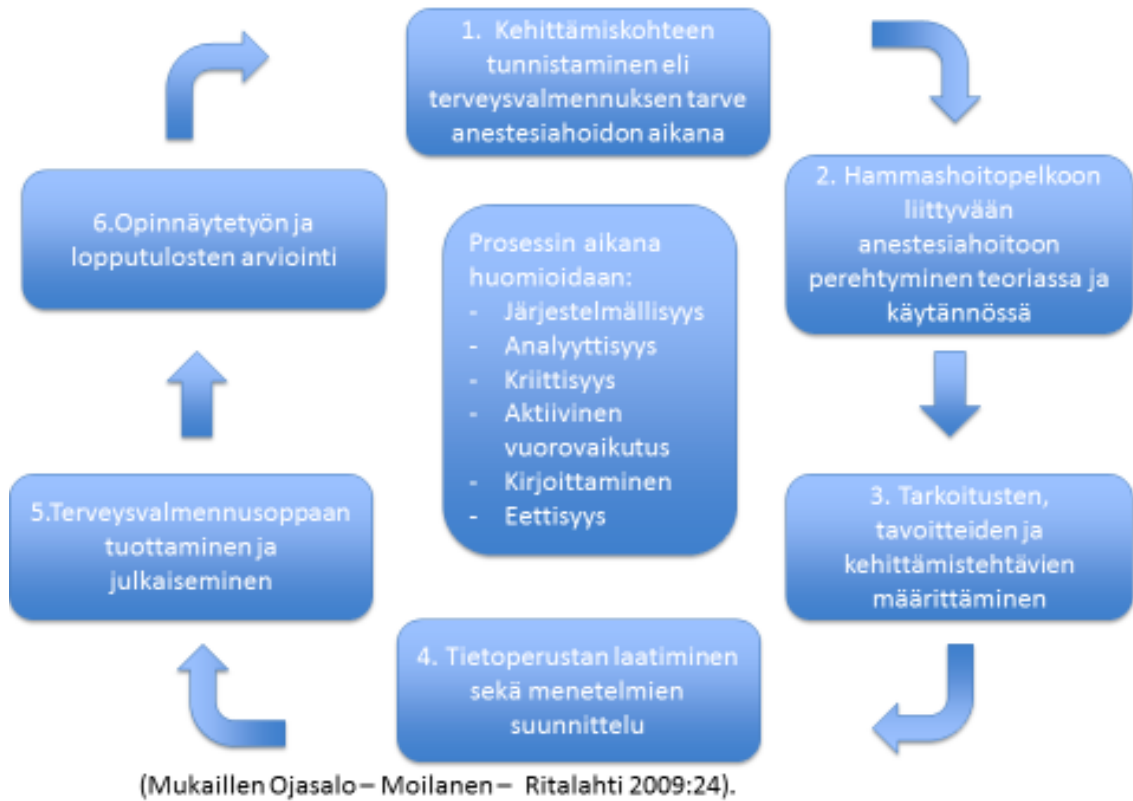 1. Kehittämiskohteen
tunnistaminen eli
terveysvalmennuksen tarve
anestesiahoidon aikana
2. Hammashoitopelkoon
liittyvään
anestesiahoitoon
perehtyminen teoriassa ja
käytännössä
3. Tarkoitusten,
tavoitteiden ja
kehittämistehtävien
määrittäminen
4. Tietoperustan laatiminen
sekä menetelmien
suunnittelu
5.Terveysvalmennusoppaan
tuottaminen ja
julkaiseminen
6.Opinnäytetyön ja
lopputulosten arviointi
Prosessin aikana
huomioidaan:
- Järjestelmällisyys
- Analyyttisyys
- Kriittisyys
- Aktiivinen
vuorovaikutus
- Kirjoittaminen
- Eettisyys
(Mukaillen Ojasalo – Moilanen – Ritalahti 2009:24).